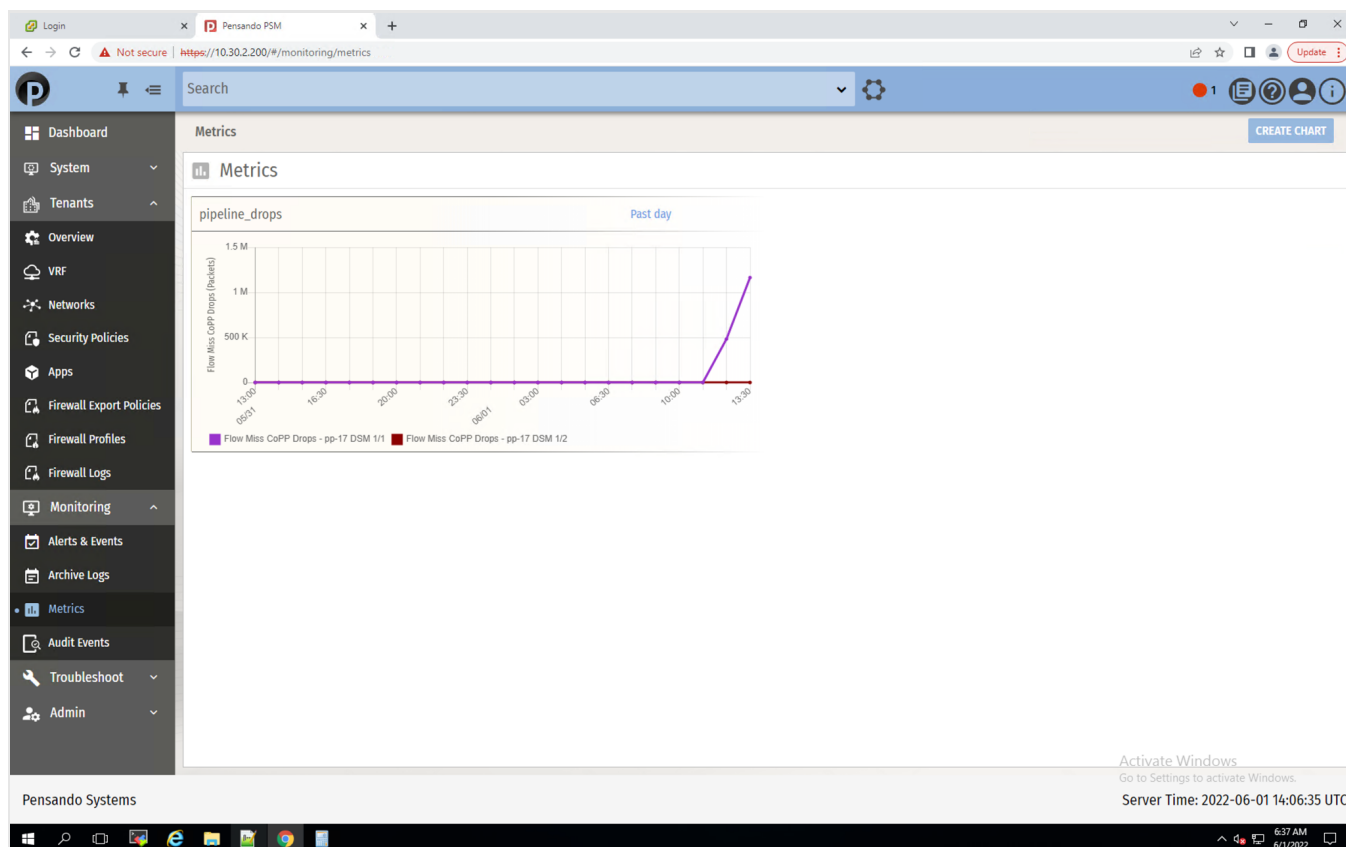 Login
Pensando PSM
Not secure
https://10.30.2.200/#/monitoring/metrics
Update
Search
1
Dashboard
System
Tenants
Overview
VRF
Networks
Security Policies
Apps
Firewall Export Policies
Firewall Profiles
Firewall Logs
Monitoring
Alerts & Events
Archive Logs
Metrics
Audit Events
Troubleshoot
Admin
Metrics
CREATE CHART
Metrics
pipeline_drops
Past day
Flow Miss CoPP Drops (Packets)
1.5 M
1 M
500 K
0
13:00
05/31
16:30
20:00
23:30
06/01
03:00
06:30
10:00
13:30
Flow Miss CoPP Drops - pp-17 DSM 1/1
Flow Miss CoPP Drops - pp-17 DSM 1/2
Activate Windows
Go to Settings to activate Windows.
Pensando Systems
Server Time: 2022-06-01 14:06:35 UTC
6:37 AM
6/1/2022